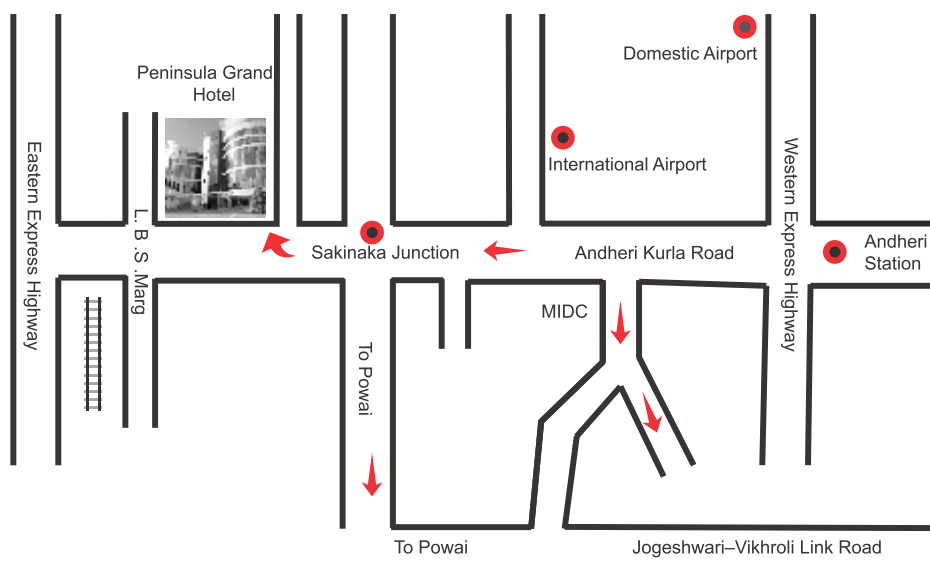 Domestic Airport
Peninsula Grand
Hotel
International Airport
Eastern Express Highway
L. B .S .Marg
Western Express Highway
Sakinaka Junction
Andheri Kurla Road
Andheri
Station
MIDC
To Powai
To Powai
Jogeshwari–Vikhroli Link Road